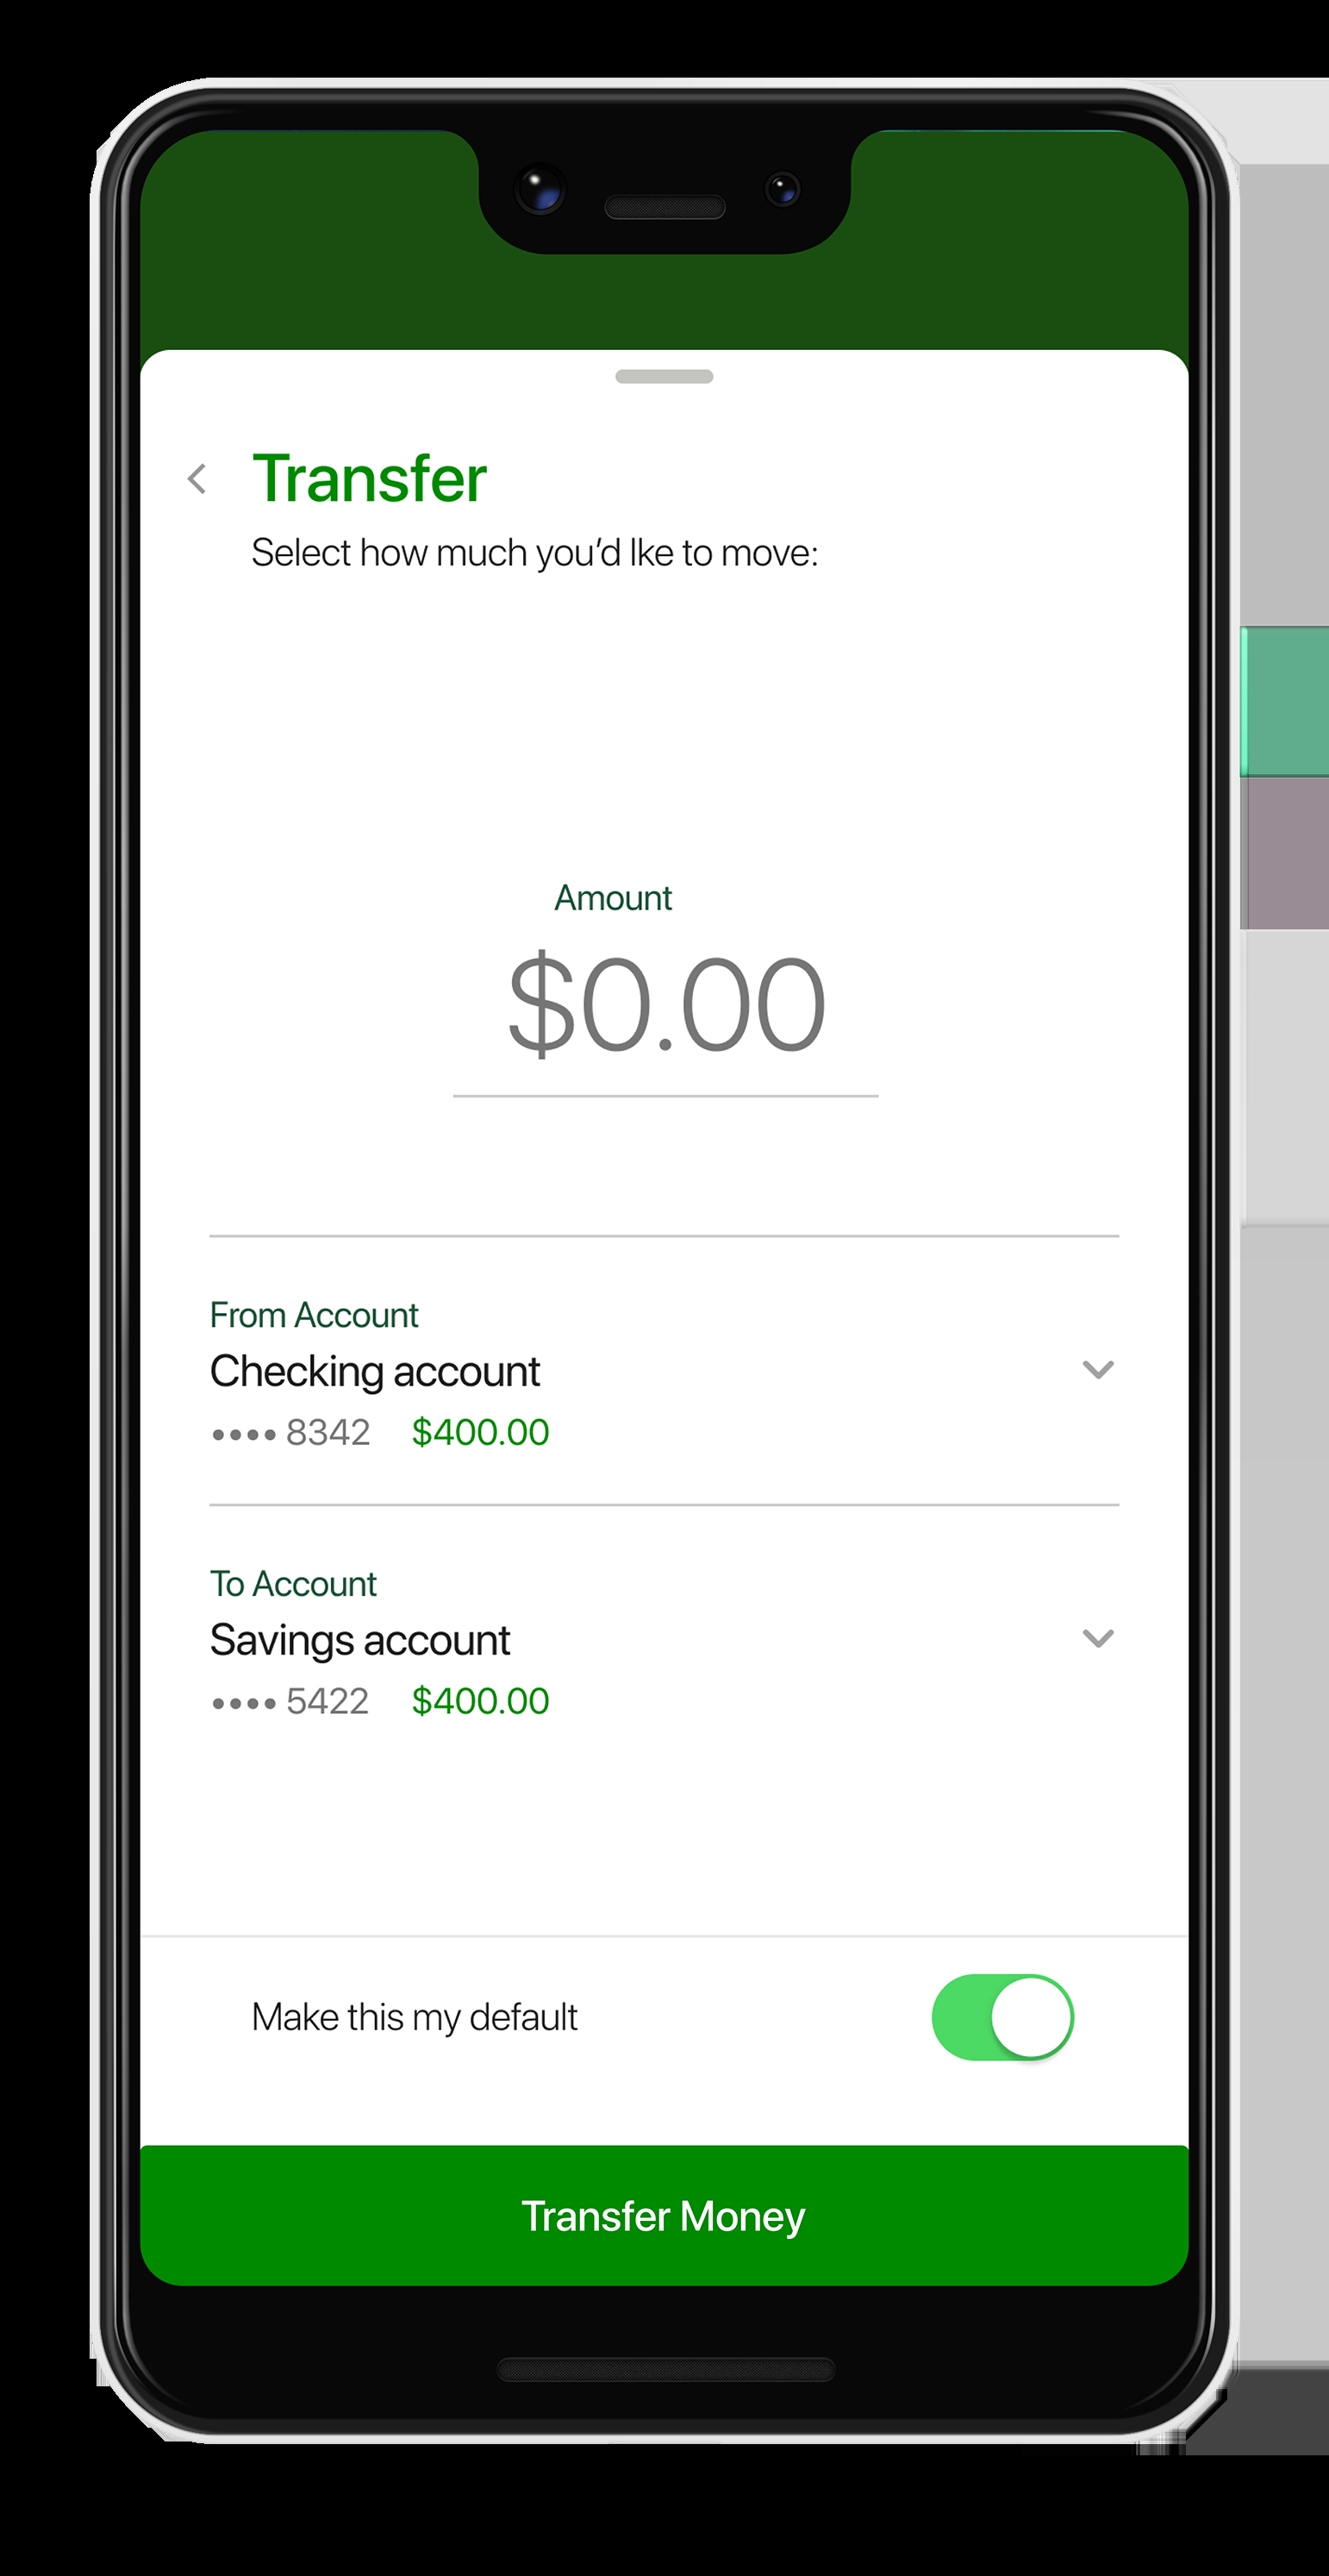 Transfer
Select how much you’d lke to move:
Amount
$0.00
From Account
Checking account
•••• 8342 $400.00
To Account
Savings account
•••• 5422 $400.00
Make this my default
Transfer Money